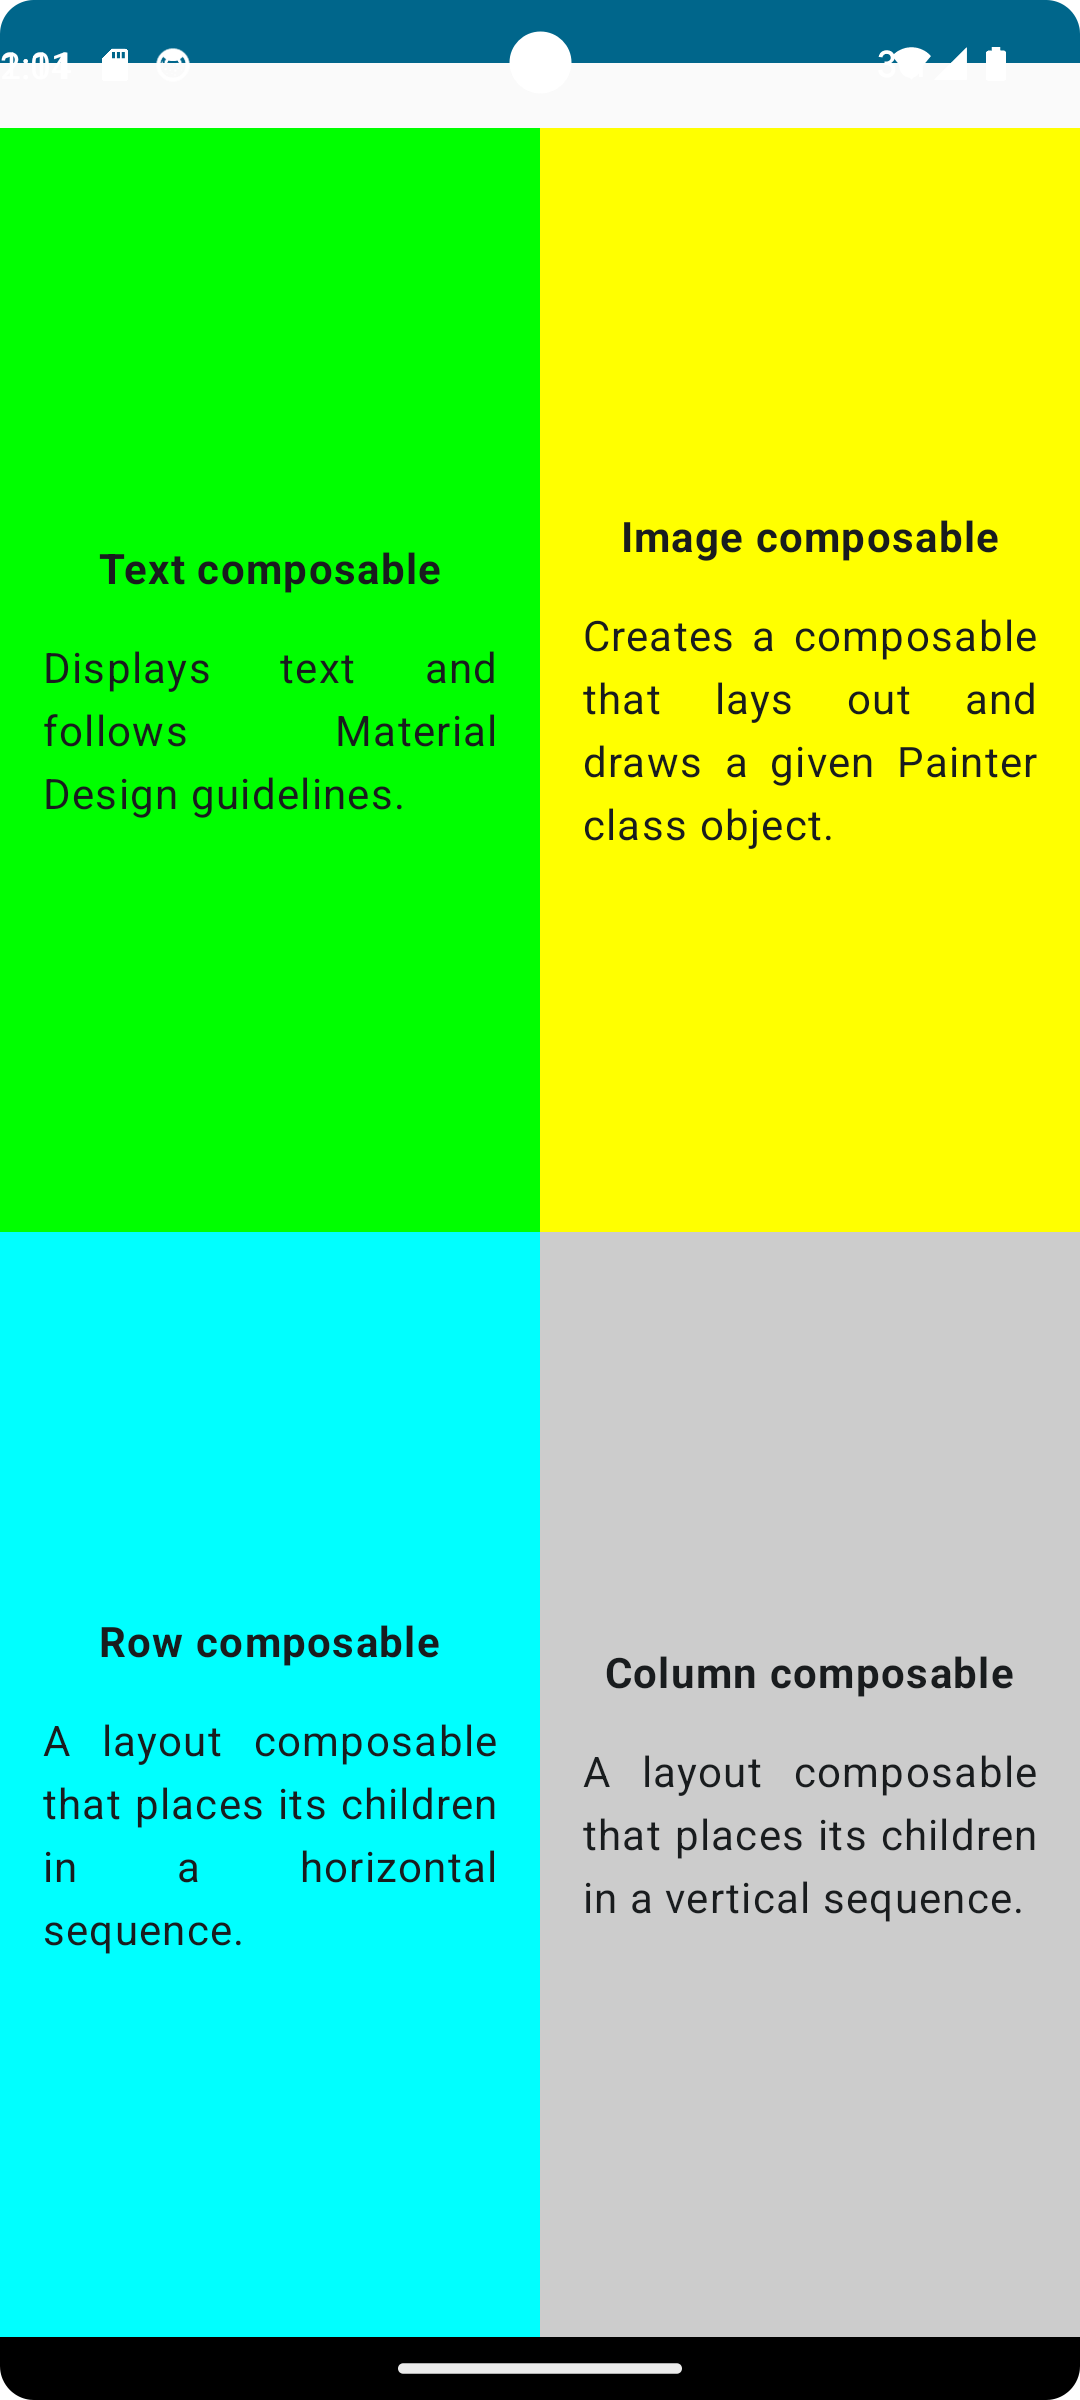 Text composable
Displays text and
follows Material
Design guidelines.
Image composable
Creates a composable
that lays out and
draws a given Painter
class object.
Row composable
A layout composable
that places its children
in a horizontal
sequence.
Column composable
A layout composable
that places its children
in a vertical sequence.